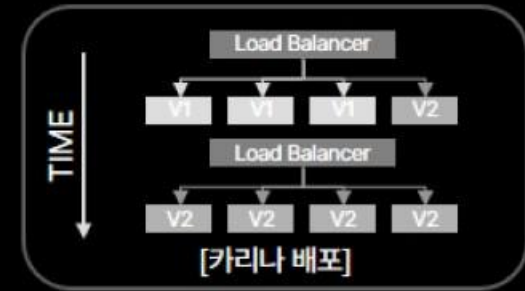 Load Balancer
V1 V1 V1 V2
TIME
Load Balancer
V2 V2 V2 V2
[카리나 배포]